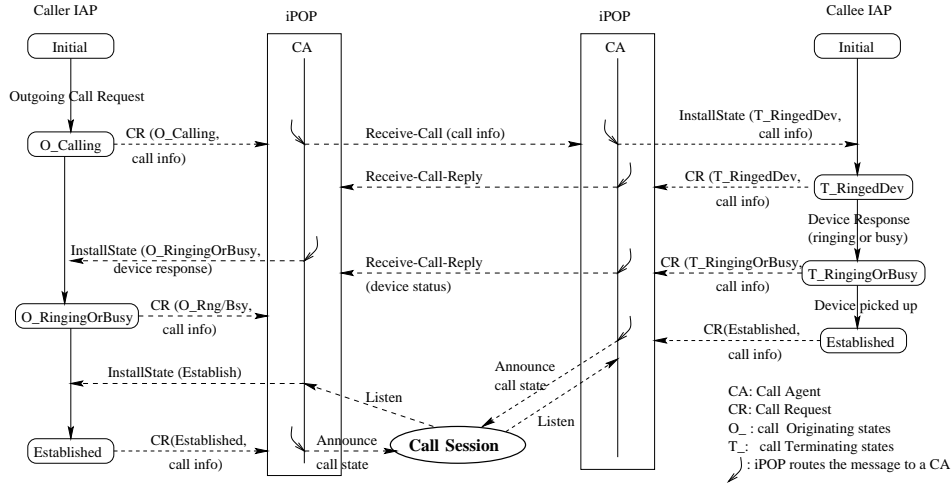 Caller IAP
iPOP
iPOP
Callee IAP
Initial
CA
CA
Initial
Outgoing Call Request
InstallState (T_RingedDev,
call info)
CR (O_Calling,
call info)
Receive-Call (call info)
O_Calling
Receive-Call-Reply
CR (T_RingedDev,
call info)
T_RingedDev
Device Response
(ringing or busy)
InstallState (O_RingingOrBusy,
device response)
Receive-Call-Reply
(device status)
CR (T_RingingOrBusy,
call info)
T_RingingOrBusy
CR (O_Rng/Bsy,
call info)
O_RingingOrBusy
Device picked up
CR(Established,
call info)
Established
Announce
call state
InstallState (Establish)
Listen
Listen
CA: Call Agent
CR: Call Request
O_ : call Originating states
T_: call Terminating states
: iPOP routes the message to a CA
Established
CR(Established,
call info)
Announce
call state
Call Session